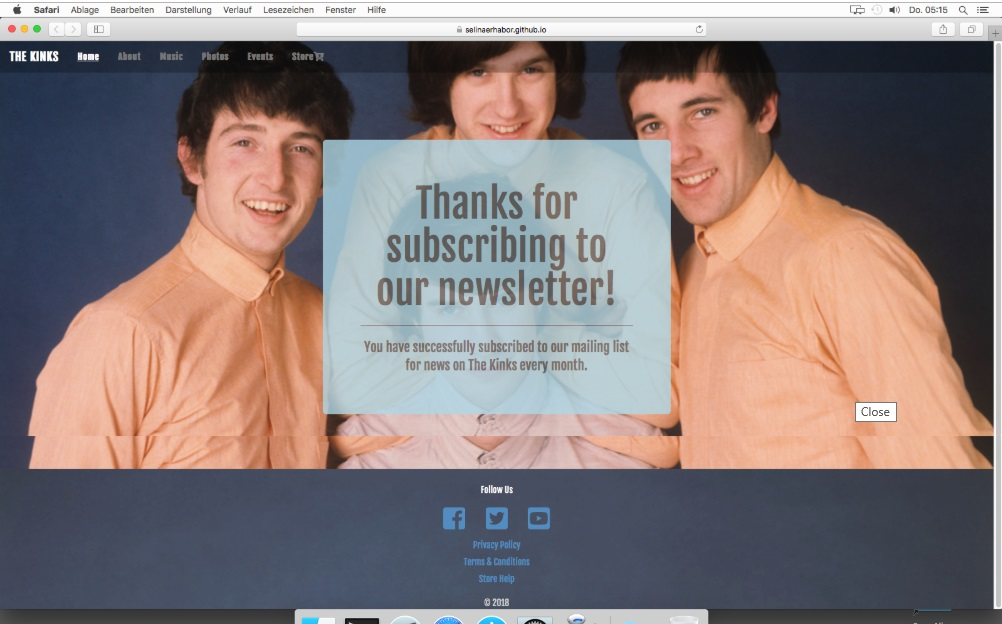 Safari Ablage Bearbeiten Darstellung Verlauf Lesezeichen Fenster Hilfe Do. 05:15
selinaerhabor.github.io
THE KINKS Home About Music Photos Events Store
Thanks for
subscribing to
our newsletter!
You have successfully subscribed to our mailing list
for news on The Kinks every month.
Close
Follow Us
Privacy Policy
Terms & Conditions
Store Help
© 2018